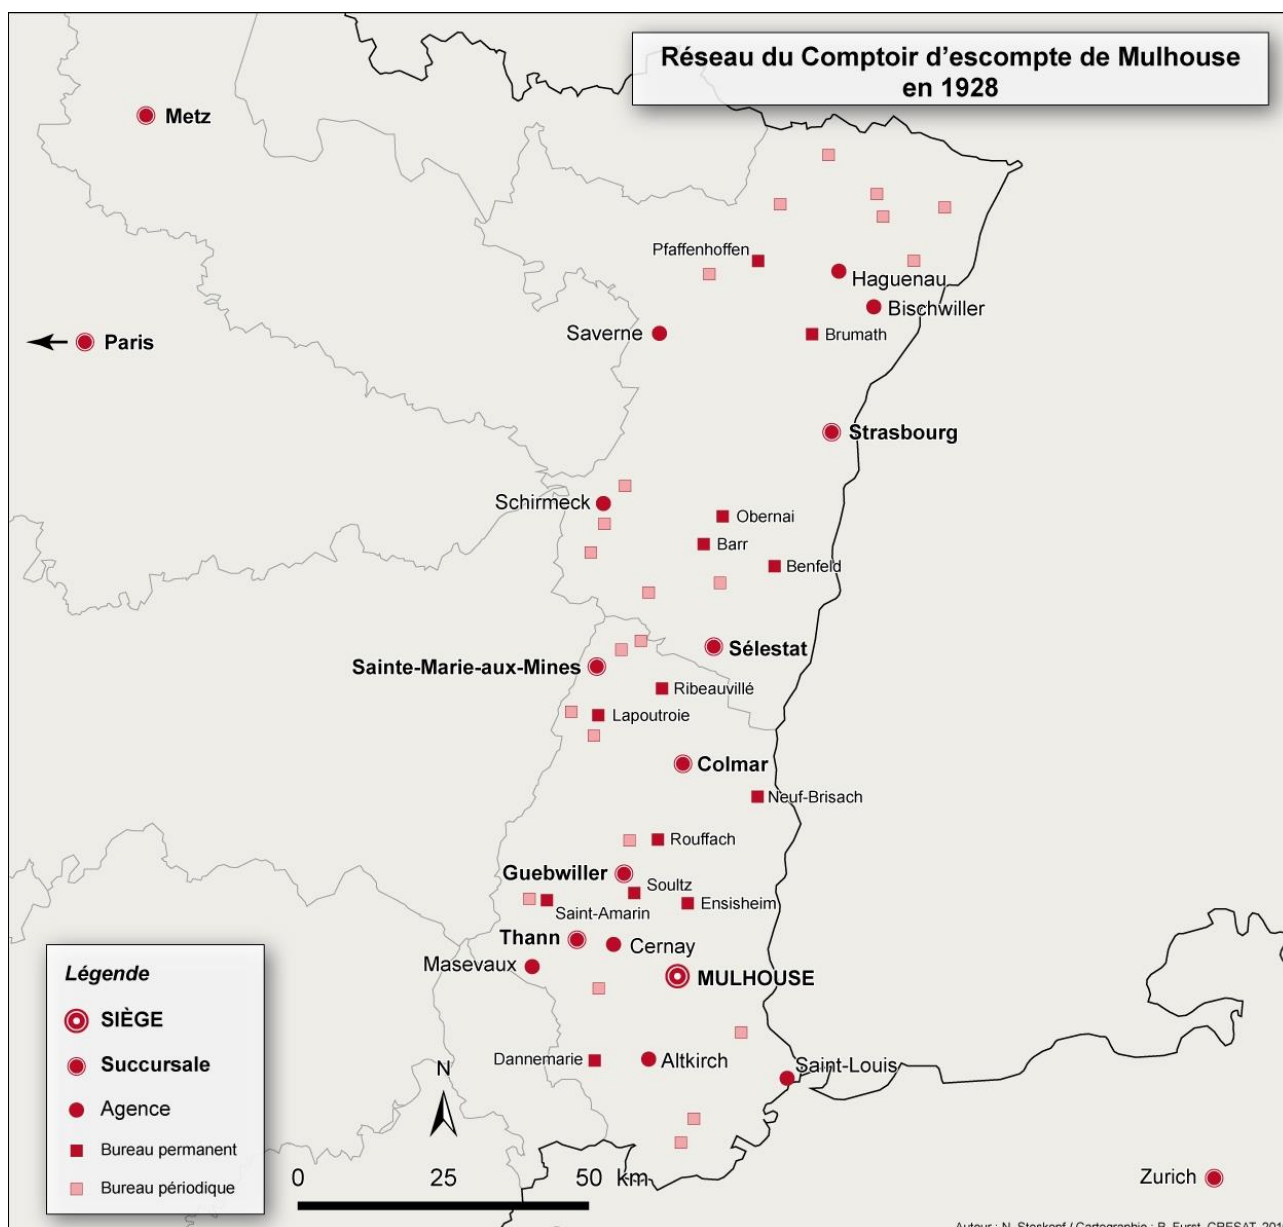 Réseau du Comptoir d'escompte de Mulhouse
en 1928
Metz
Pfaffenhoffen
Haguenau
Bischwiller
Saverne
Brumath
Paris
Strasbourg
Schirmeck
Obernai
Barr
Benfeld
Sélestat
Sainte-Marie-aux-Mines
Ribeauvillé
Lapoutroie
Colmar
Neuf-Brisach
Rouffach
Guebwiller
Soultz
Saint-Amarin
Ensisheim
Thann
Cernay
Masevaux
MULHOUSE
Dannemarie
Altkirch
Saint-Louis
Zurich
Légende
SIÈGE
Succursale
Agence
Bureau permanent
Bureau périodique
N
0 25 50 km